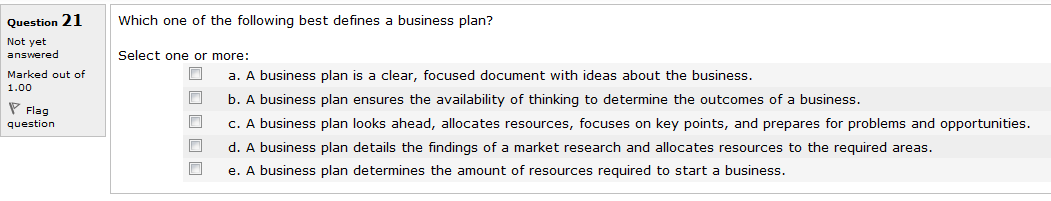 Question 21
Not yet
answered
Marked out of
1.00
Flag
question
Which one of the following best defines a business plan?
Select one or more:
a. A business plan is a clear, focused document with ideas about the business.
b. A business plan ensures the availability of thinking to determine the outcomes of a business.
c. A business plan looks ahead, allocates resources, focuses on key points, and prepares for problems and opportunities.
d. A business plan details the findings of a market research and allocates resources to the required areas.
e. A business plan determines the amount of resources required to start a business.